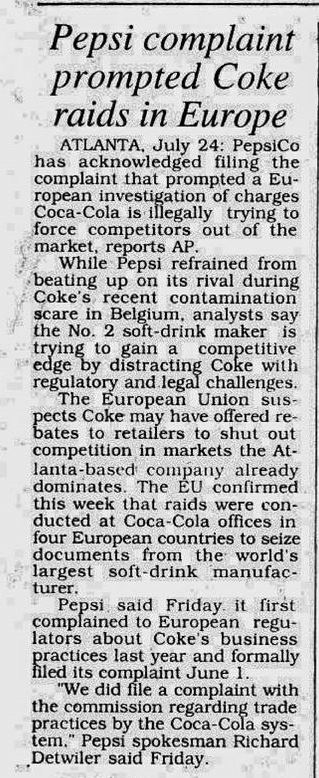 Pepsi complaint
prompted Coke
raids in Europe
ATLANTA, July 24: PepsiCo
has acknowledged filing the
complaint that prompted a Eu-
ropean investigation of charges
Coca-Cola is illegally trying to
force competitors out of the
market, reports AP.
While Pepsi refrained from
beating up on its rival during
Coke's recent contamination
scare in Belgium, analysts say
the No. 2 soft-drink maker is
trying to gain a competitive
edge by distracting Coke with
regulatory and legal challenges.
The European Union sus-
pects Coke may have offered re-
bates to retailers to shut out
competition in markets the At-
lanta-based company already
dominates. The EU confirmed
this week that raids were con-
ducted at Coca-Cola offices in
four European countries to seize
documents from the world's
largest soft-drink manufac-
turer.
Pepsi said Friday it first
complained to European regu-
lators about Coke's business
practices last year and formally
filed its complaint June 1.
"We did file a complaint with
the commission regarding trade
practices by the Coca-Cola sys-
tem," Pepsi spokesman Richard
Detwiler said Friday.